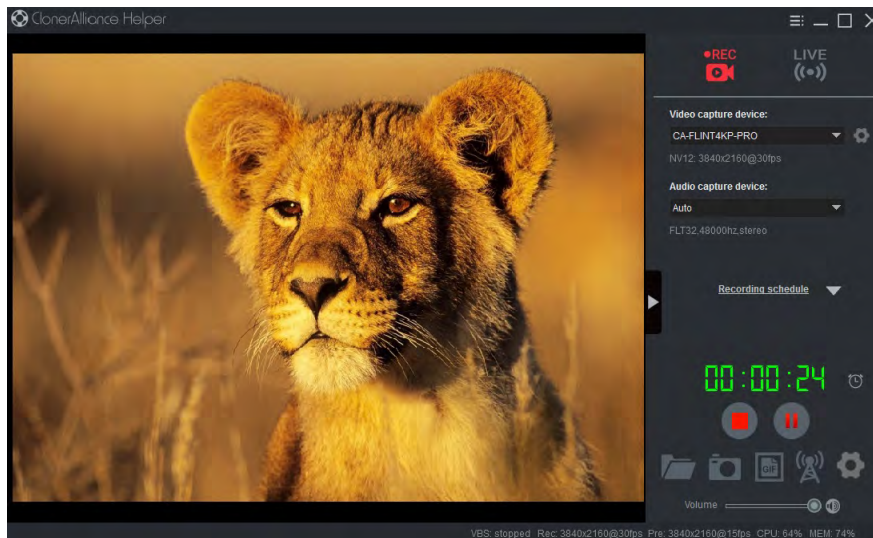 ClonerAlliance Helper
REC
LIVE
Video capture device:
CA-FLINT4KP-PRO
NV12: 3840x2160@30fps
Audio capture device:
Auto
FLT32,48000hz,stereo
Recording schedule
00:00:24
GIF
Volume
VBS: stopped Rec: 3840x2160@30fps Pre: 3840x2160@15fps CPU: 64% MEM: 74%